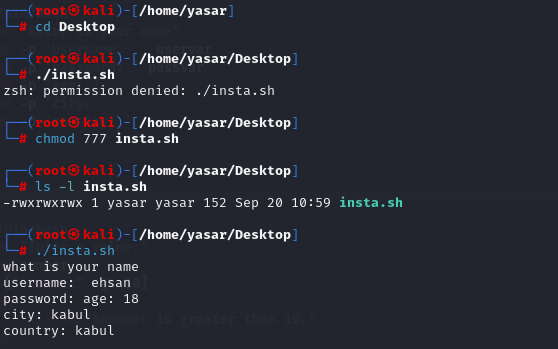 ┌──(root㉿kali)-[/home/yasar]
└─# cd Desktop
┌──(root㉿kali)-[/home/yasar/Desktop]
└─# ./insta.sh
zsh: permission denied: ./insta.sh
┌──(root㉿kali)-[/home/yasar/Desktop]
└─# chmod 777 insta.sh
┌──(root㉿kali)-[/home/yasar/Desktop]
└─# ls -l insta.sh
-rwxrwxrwx 1 yasar yasar 152 Sep 20 10:59 insta.sh
┌──(root㉿kali)-[/home/yasar/Desktop]
└─# ./insta.sh
what is your name
username:  ehsan
password: age: 18
city: kabul
country: kabul